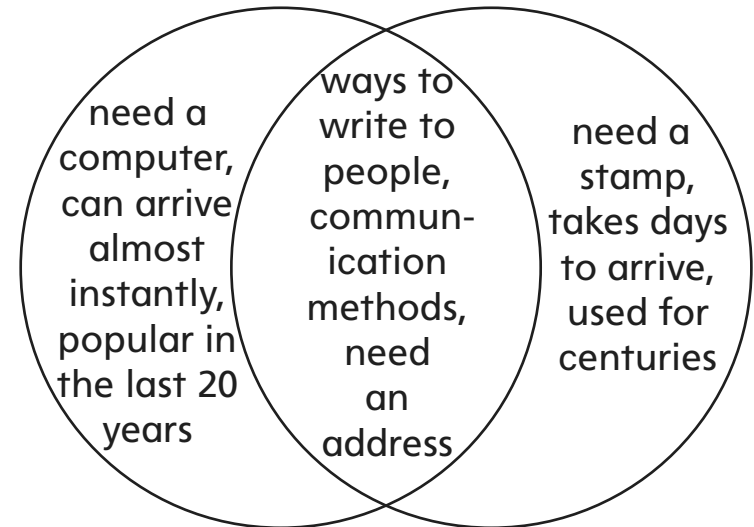 need a
computer,
can arrive
almost
instantly,
popular in
the last 20
years
ways to
write to
people,
commun-
ication
methods,
need
an
address
need a
stamp,
takes days
to arrive,
used for
centuries